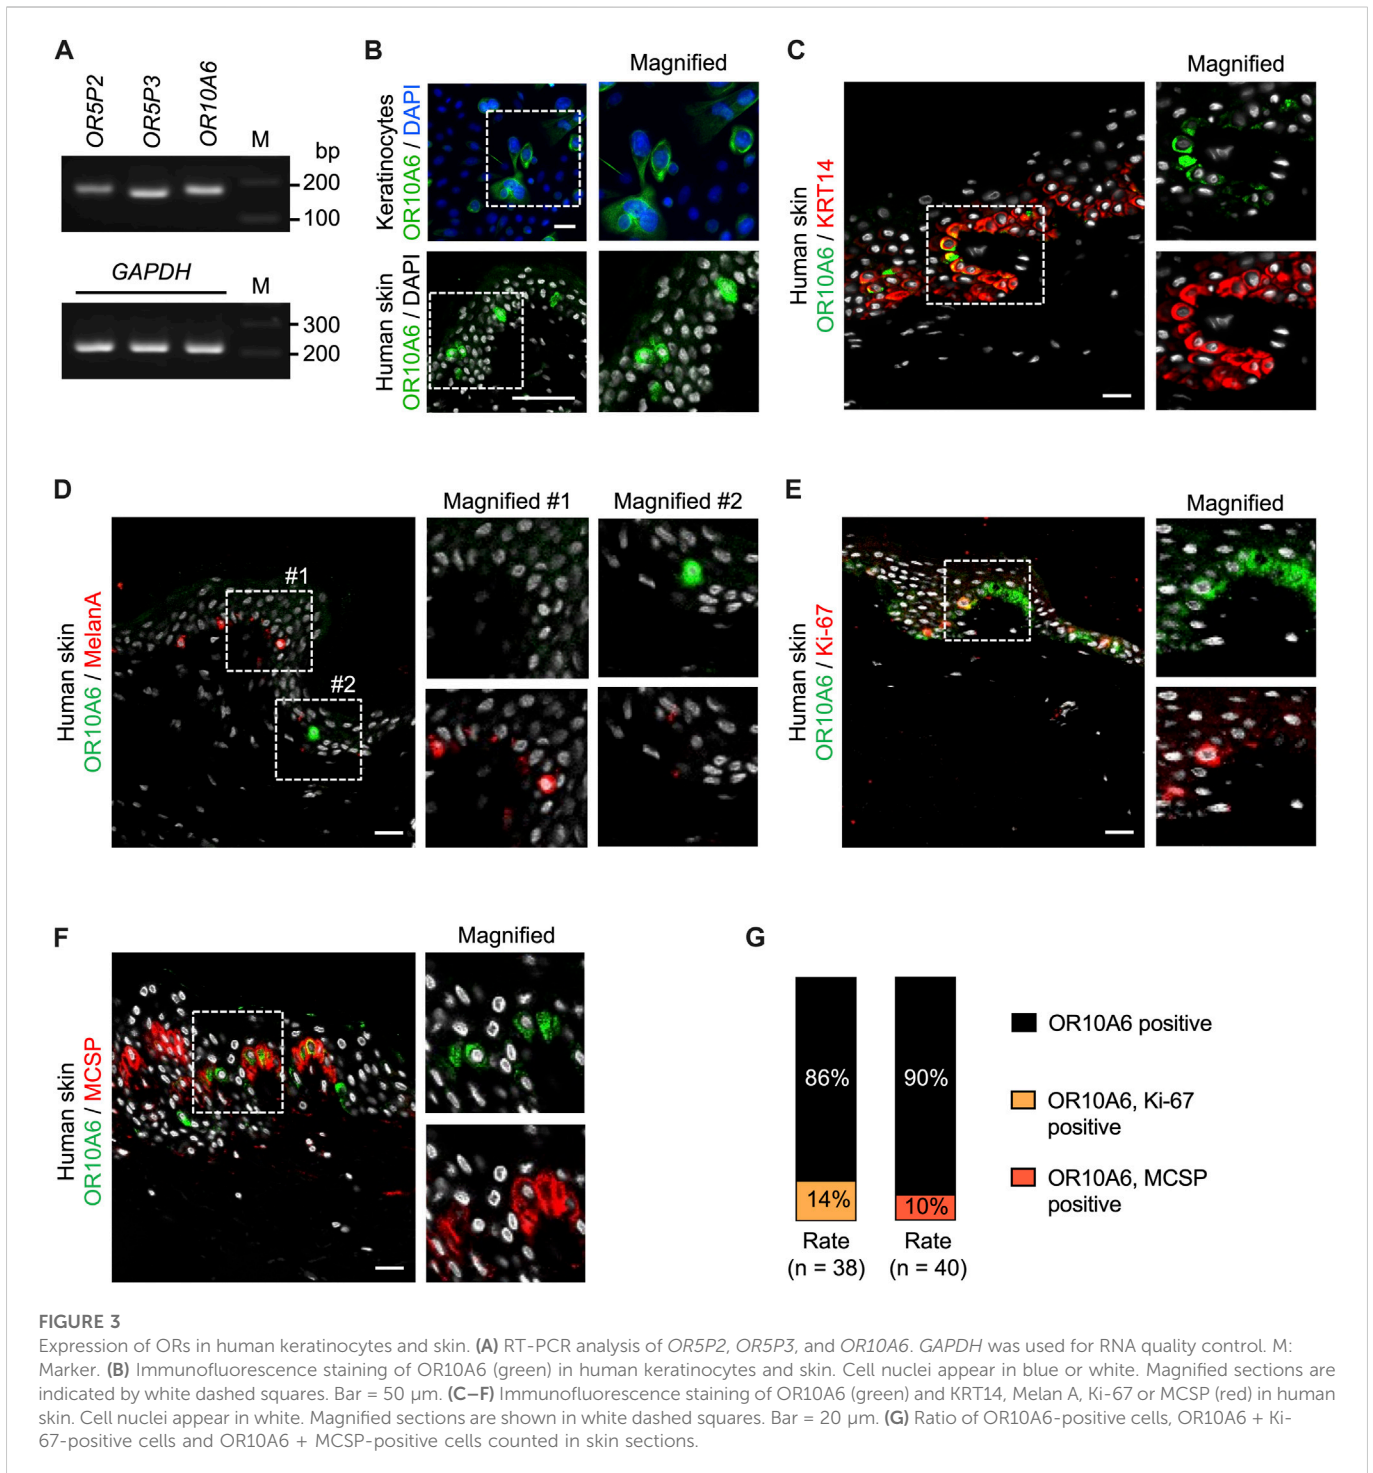 A
OR5P2
OR5P3
OR10A6
M
bp
200
100
GAPDH
M
300
200
B
Magnified
Keratinocytes
OR10A6 / DAPI
Human skin
OR10A6 / DAPI
C
Magnified
Human skin
OR10A6 / KRT14
D
Magnified #1
Magnified #2
Human skin
OR10A6 / MelanA
#1
#2
E
Magnified
Human skin
OR10A6 / Ki-67
F
Magnified
Human skin
OR10A6 / MCSP
G
86%
90%
14%
10%
Rate
(n = 38)
Rate
(n = 40)
OR10A6 positive
OR10A6, Ki-67
positive
OR10A6, MCSP
positive
FIGURE 3
Expression of ORs in human keratinocytes and skin. (A) RT-PCR analysis of OR5P2, OR5P3, and OR10A6. GAPDH was used for RNA quality control. M:
Marker. (B) Immunofluorescence staining of OR10A6 (green) in human keratinocytes and skin. Cell nuclei appear in blue or white. Magnified sections are
indicated by white dashed squares. Bar = 50 µm. (C–F) Immunofluorescence staining of OR10A6 (green) and KRT14, Melan A, Ki-67 or MCSP (red) in human
skin. Cell nuclei appear in white. Magnified sections are shown in white dashed squares. Bar = 20 µm. (G) Ratio of OR10A6-positive cells, OR10A6 + Ki-
67-positive cells and OR10A6 + MCSP-positive cells counted in skin sections.